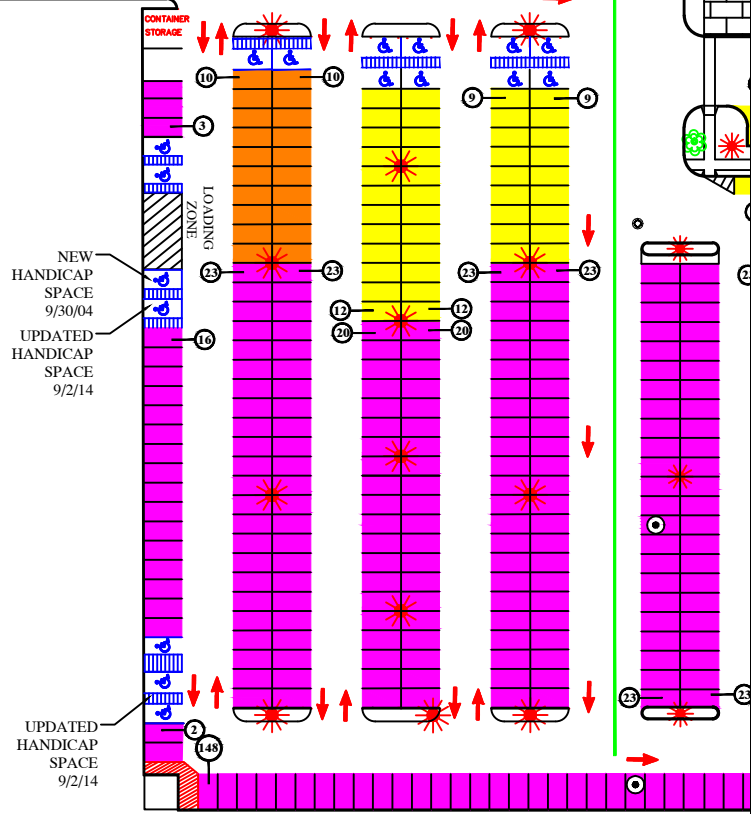 CONTAINER
STORAGE
10
10
9
9
3
LOADING
ZONE
NEW
HANDICAP
SPACE
9/30/04
23
23
23
23
12
12
20
20
16
UPDATED
HANDICAP
SPACE
9/2/14
23
23
UPDATED
HANDICAP
SPACE
9/2/14
2
148